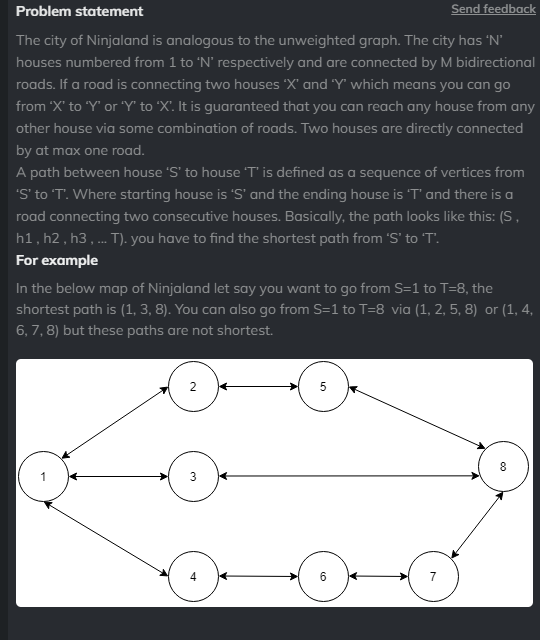 Problem statement
Send feedback
The city of Ninjaland is analogous to the unweighted graph. The city has ‘N’
houses numbered from 1 to ‘N’ respectively and are connected by M bidirectional
roads. If a road is connecting two houses ‘X’ and ‘Y’ which means you can go
from ‘X’ to ‘Y’ or ‘Y’ to ‘X’. It is guaranteed that you can reach any house from any
other house via some combination of roads. Two houses are directly connected
by at max one road.
A path between house ‘S’ to house ‘T’ is defined as a sequence of vertices from
‘S’ to ‘T’. Where starting house is ‘S’ and the ending house is ‘T’ and there is a
road connecting two consecutive houses. Basically, the path looks like this: (S ,
h1 , h2 , h3 , ... T). you have to find the shortest path from ‘S’ to ‘T’.
For example
In the below map of Ninjaland let say you want to go from S=1 to T=8, the
shortest path is (1, 3, 8). You can also go from S=1 to T=8  via (1, 2, 5, 8)  or (1, 4,
6, 7, 8) but these paths are not shortest.
2
5
8
1
3
4
6
7